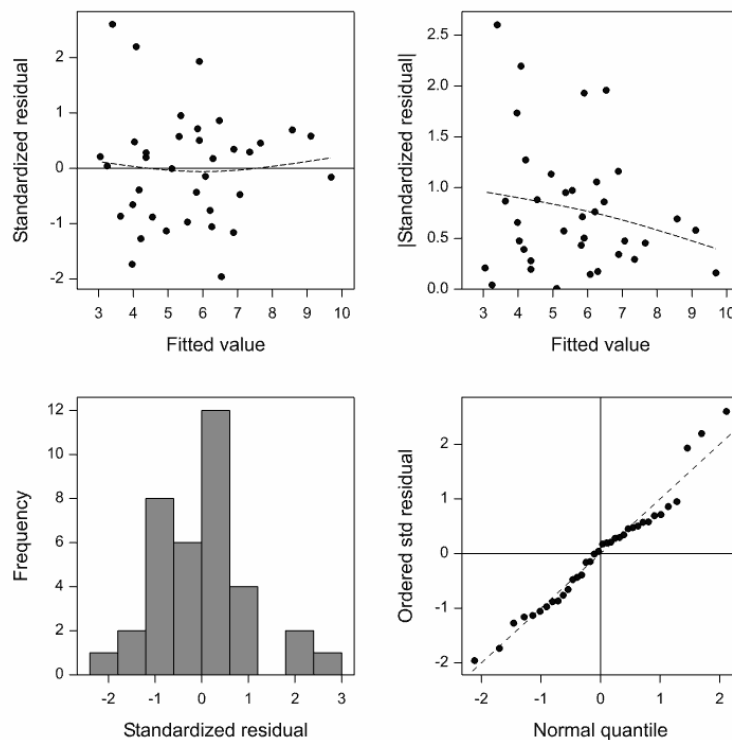 Standardized residual
2
1
0
-1
-2
3 4 5 6 7 8 9 10
Fitted value
|Standardized residual|
2.5
2.0
1.5
1.0
0.5
0.0
3 4 5 6 7 8 9 10
Fitted value
Frequency
12
10
8
6
4
2
0
-2 -1 0 1 2 3
Standardized residual
Ordered std residual
2
1
0
-1
-2
-2 -1 0 1 2
Normal quantile